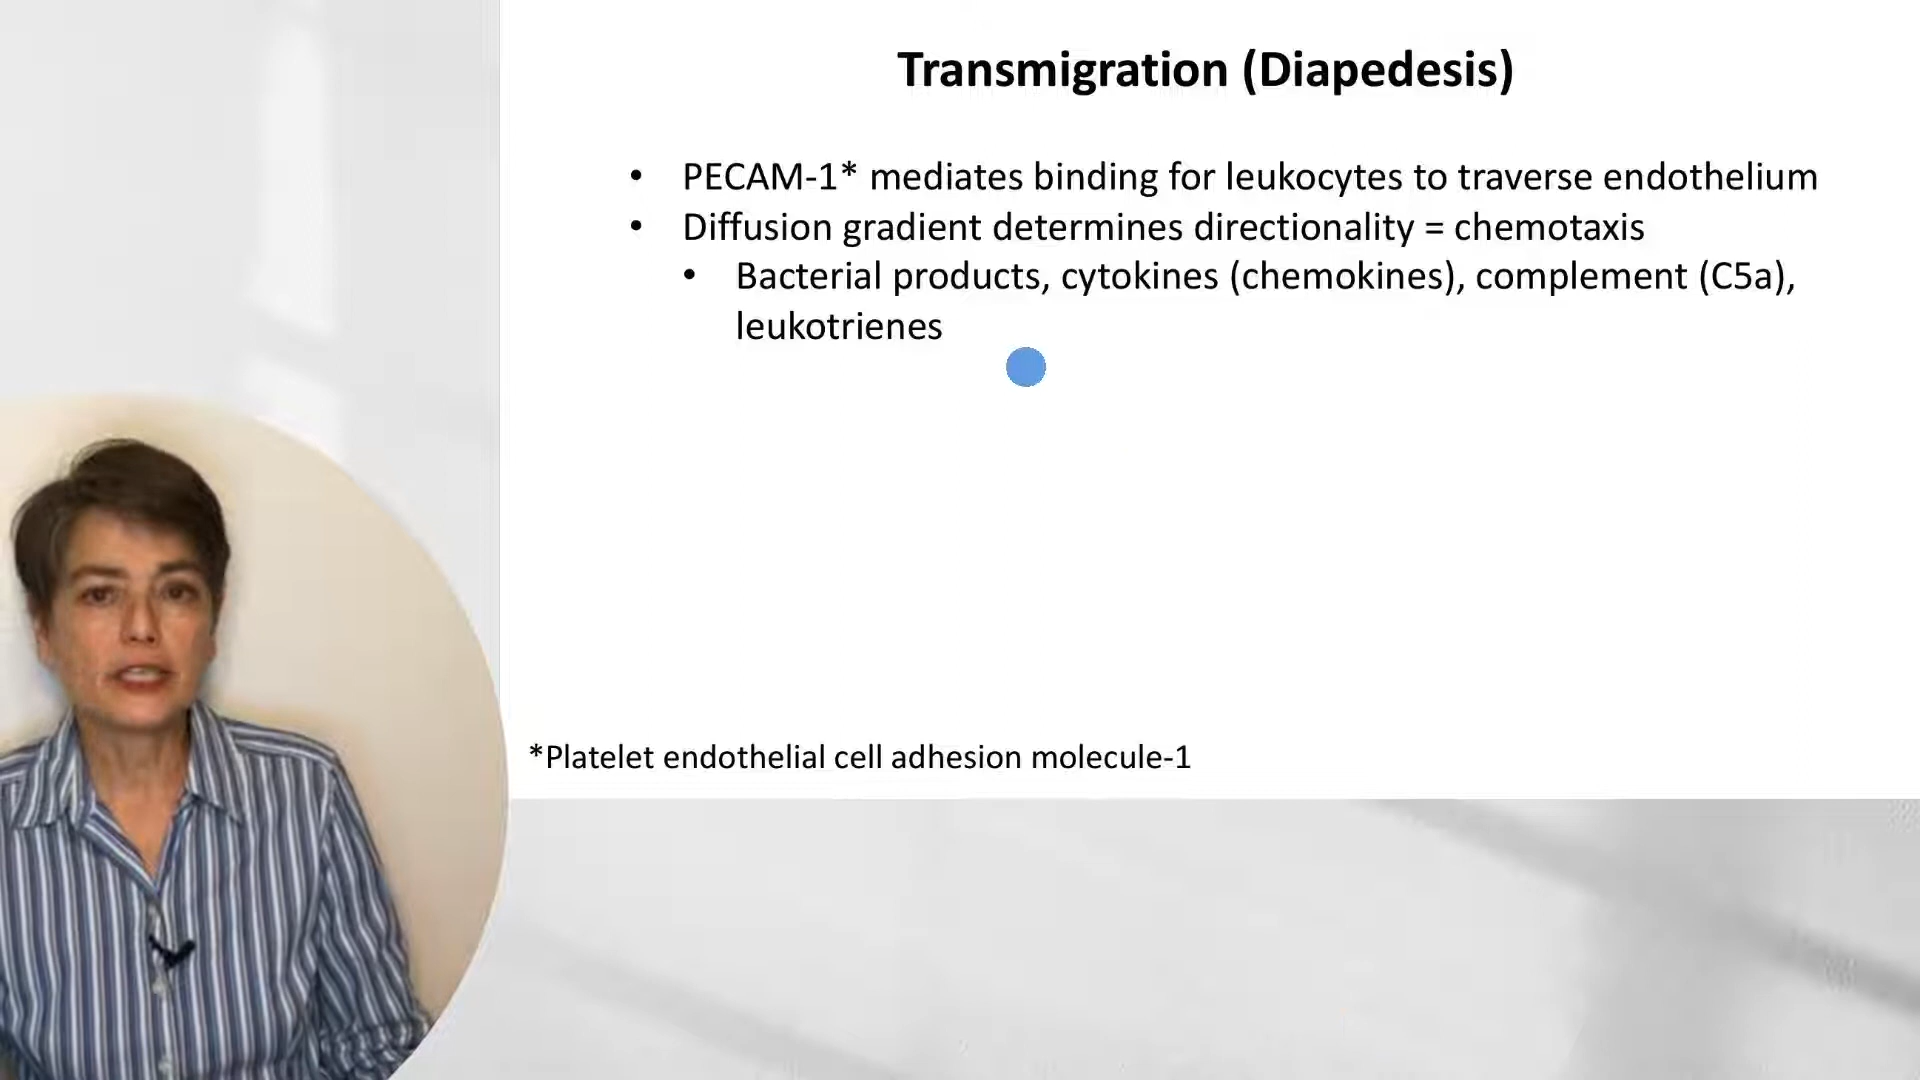 Transmigration (Diapedesis)
• PECAM-1* mediates binding for leukocytes to traverse endothelium
• Diffusion gradient determines directionality = chemotaxis
• Bacterial products, cytokines (chemokines), complement (C5a),
leukotrienes
*Platelet endothelial cell adhesion molecule-1